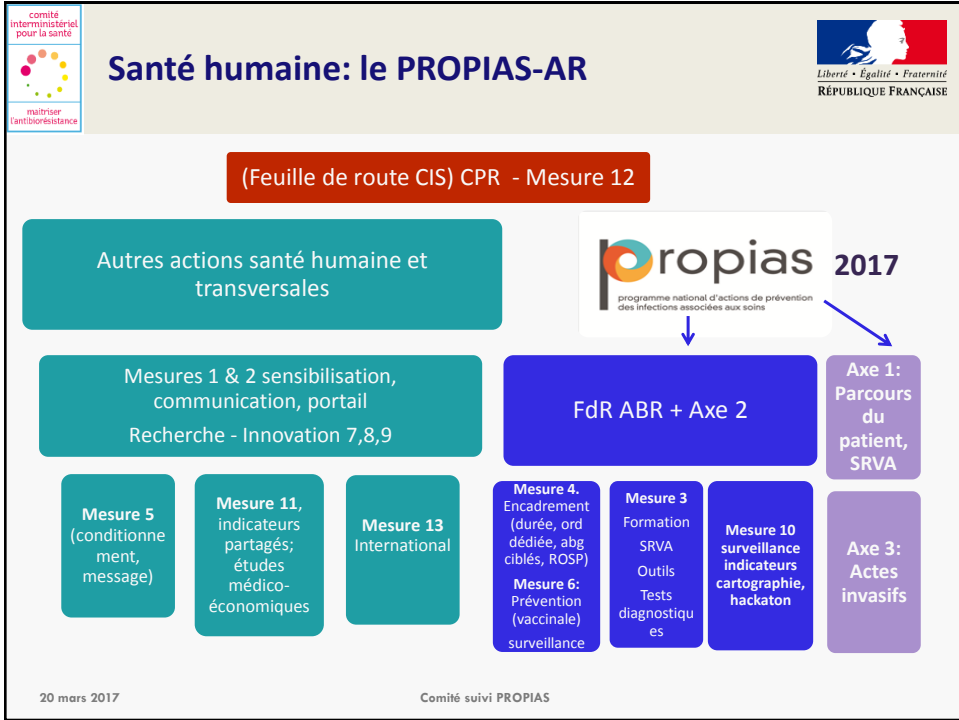 comité
interministériel
pour la santé
maîtriser
l'antibiorésistance
Santé humaine: le PROPIAS-AR
Liberté • Égalité • Fraternité
RÉPUBLIQUE FRANÇAISE
(Feuille de route CIS) CPR - Mesure 12
Autres actions santé humaine et
transversales
propias
programme national d'actions de prévention
des infections associées aux soins
2017
Mesures 1 & 2 sensibilisation,
communication, portail
Recherche - Innovation 7,8,9
FdR ABR + Axe 2
Axe 1:
Parcours
du
patient,
SRVA
Mesure 5
(conditionne
ment,
message)
Mesure 11,
indicateurs
partagés;
études
médico-
économiques
Mesure 13
International
Mesure 4.
Encadrement
(durée, ord
dédiée, abg
ciblés, ROSP)
Mesure 6:
Prévention
(vaccinale)
surveillance
Mesure 3
Formation
SRVA
Outils
Tests
diagnostiqu
es
Mesure 10
surveillance
indicateurs
cartographie,
hackaton
Axe 3:
Actes
invasifs
20 mars 2017
Comité suivi PROPIAS